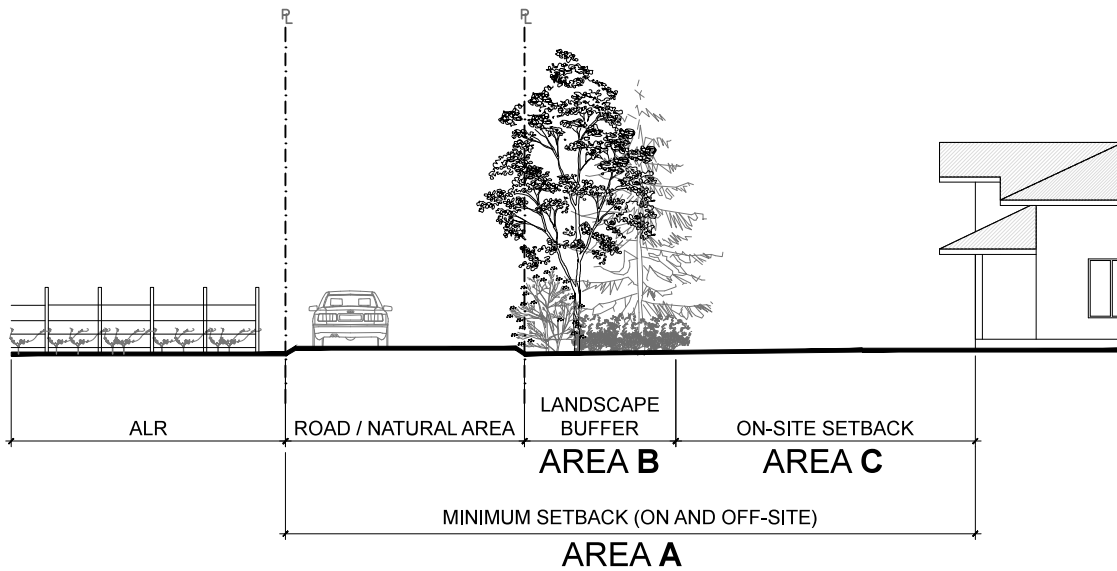 PL
PL
ALR
ROAD / NATURAL AREA
LANDSCAPE
BUFFER
AREA B
ON-SITE SETBACK
AREA C
MINIMUM SETBACK (ON AND OFF-SITE)
AREA A